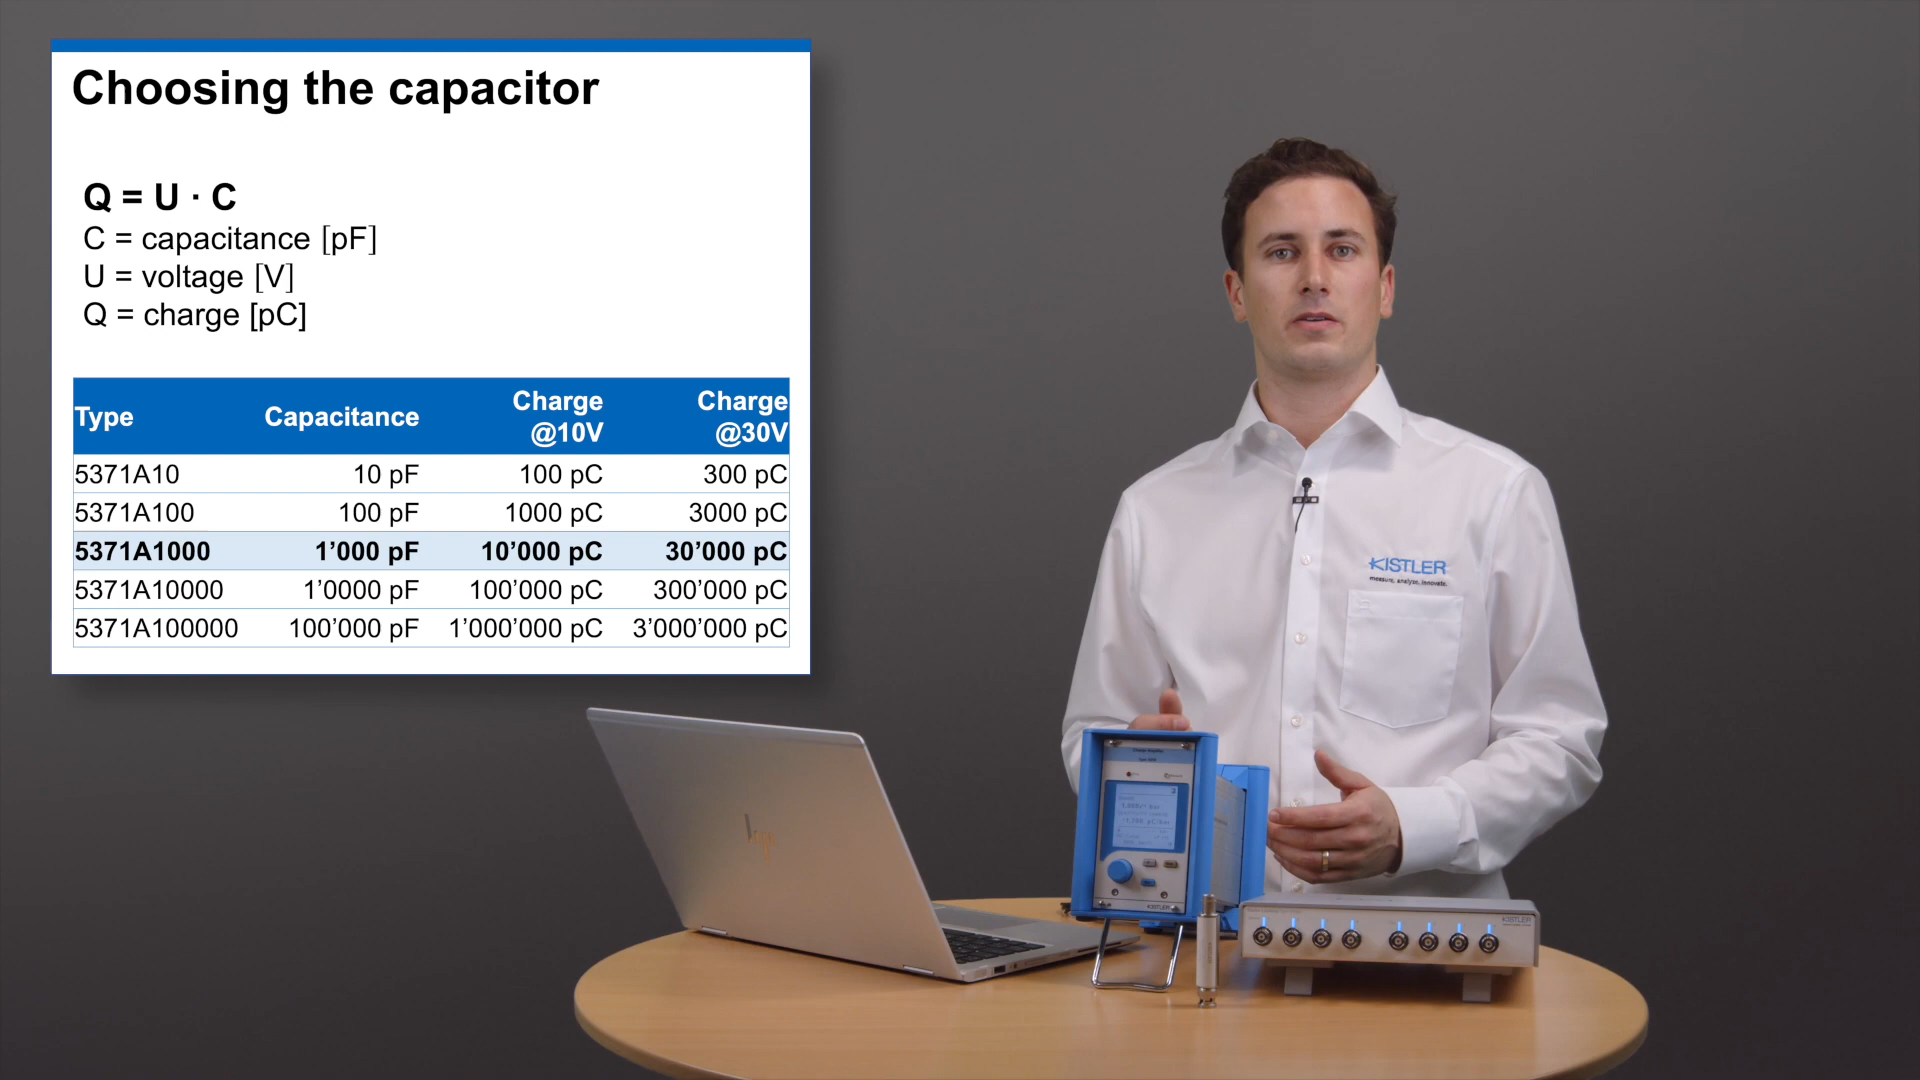 Choosing the capacitor
Q = U · C
C = capacitance [pF]
U = voltage [V]
Q = charge [pC]
Type Capacitance Charge @10V Charge @30V
5371A10 10 pF 100 pC 300 pC
5371A100 100 pF 1000 pC 3000 pC
5371A1000 1’000 pF 10’000 pC 30’000 pC
5371A10000 1’0000 pF 100’000 pC 300’000 pC
5371A100000 100’000 pF 1’000’000 pC 3’000’000 pC
KISTLER
measure. analyze. innovate.
hp
KISTLER
KISTLER